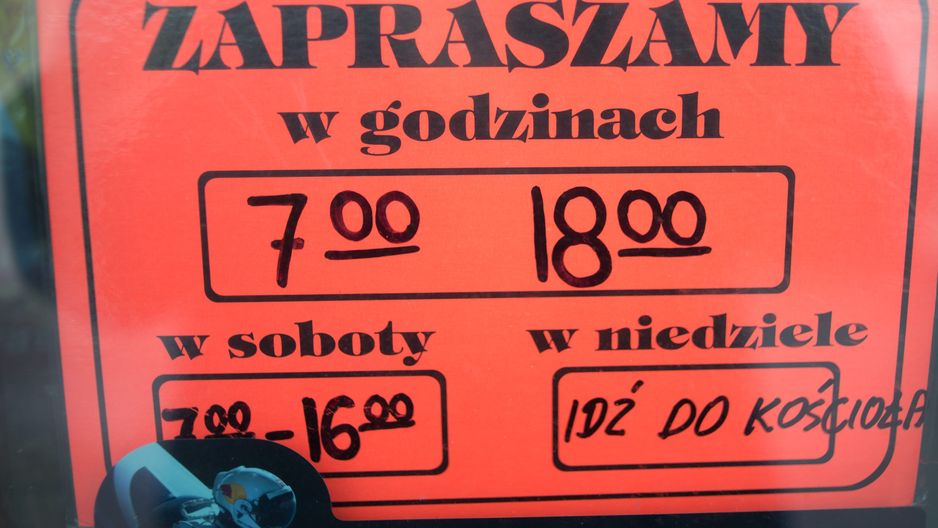 ZAPRASZAMY
w godzinach
7 00 18 00
w soboty w niedziele
7 00 - 16 00 IDŹ DO KOŚCIOŁA